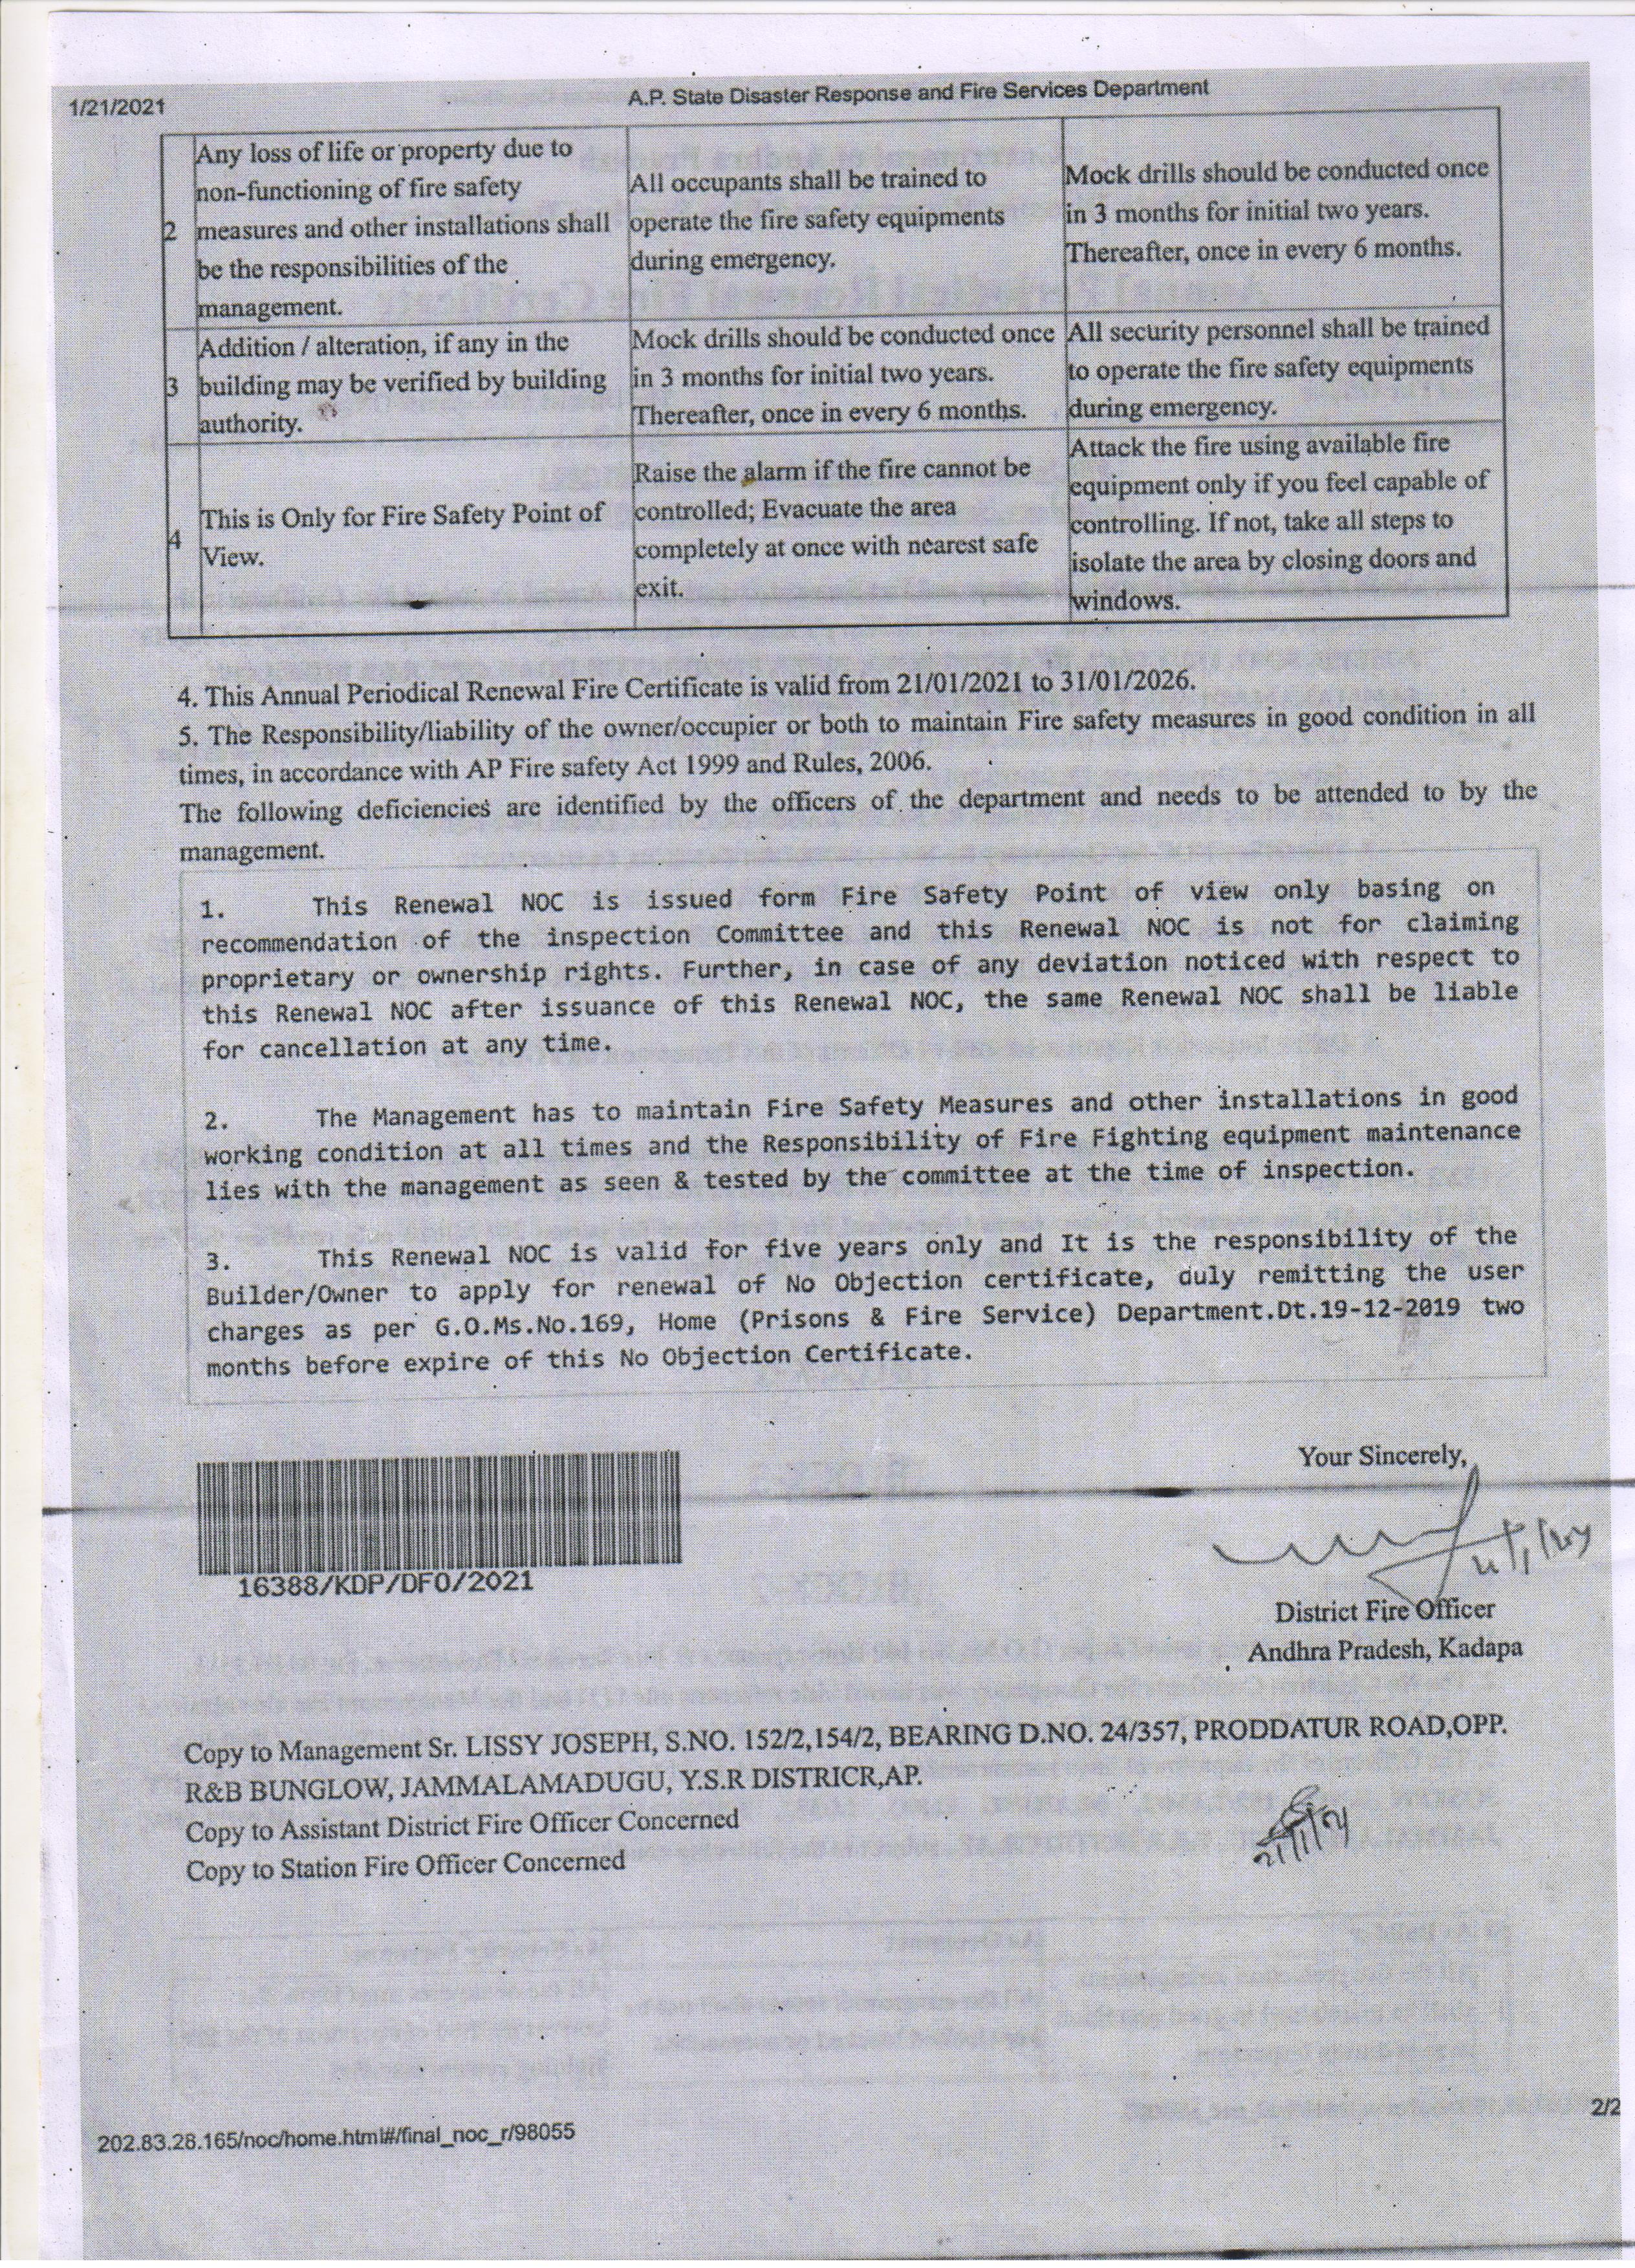 1/21/2021
A.P. State Disaster Response and Fire Services Department
2
Any loss of life or property due to
non-functioning of fire safety
measures and other installations shall
be the responsibilities of the
management.
All occupants shall be trained to
operate the fire safety equipments
during emergency.
Mock drills should be conducted once
in 3 months for initial two years.
Thereafter, once in every 6 months.
3
Addition / alteration, if any in the
building may be verified by building
authority.
Mock drills should be conducted once
in 3 months for initial two years.
Thereafter, once in every 6 months.
All security personnel shall be trained
to operate the fire safety equipments
during emergency.
4
This is Only for Fire Safety Point of
View.
Raise the alarm if the fire cannot be
controlled; Evacuate the area
completely at once with nearest safe
exit.
Attack the fire using available fire
equipment only if you feel capable of
controlling. If not, take all steps to
isolate the area by closing doors and
windows.
4. This Annual Periodical Renewal Fire Certificate is valid from 21/01/2021 to 31/01/2026.
5. The Responsibility/liability of the owner/occupier or both to maintain Fire safety measures in good condition in all
times, in accordance with AP Fire safety Act 1999 and Rules, 2006.
The following deficiencies are identified by the officers of the department and needs to be attended to by the
management.
1. This Renewal NOC is issued form Fire Safety Point of view only basing on
recommendation of the inspection Committee and this Renewal NOC is not for claiming
proprietary or ownership rights. Further, in case of any deviation noticed with respect to
this Renewal NOC after issuance of this Renewal NOC, the same Renewal NOC shall be liable
for cancellation at any time.
2. The Management has to maintain Fire Safety Measures and other installations in good
working condition at all times and the Responsibility of Fire Fighting equipment maintenance
lies with the management as seen & tested by the committee at the time of inspection.
3. This Renewal NOC is valid for five years only and It is the responsibility of the
Builder/Owner to apply for renewal of No Objection certificate, duly remitting the user
charges as per G.O.Ms.No.169, Home (Prisons & Fire Service) Department.Dt.19-12-2019 two
months before expire of this No Objection Certificate.
Your Sincerely,
16388/KDP/DFO/2021
District Fire Officer
Andhra Pradesh, Kadapa
Copy to Management Sr. LISSY JOSEPH, S.NO. 152/2,154/2, BEARING D.NO. 24/357, PRODDATUR ROAD,OPP.
R&B BUNGLOW, JAMMALAMADUGU, Y.S.R DISTRICR,AP.
Copy to Assistant District Fire Officer Concerned
Copy to Station Fire Officer Concerned
21/1/21
2/2
202.83.28.165/noc/home.html#/final_noc_r/98055